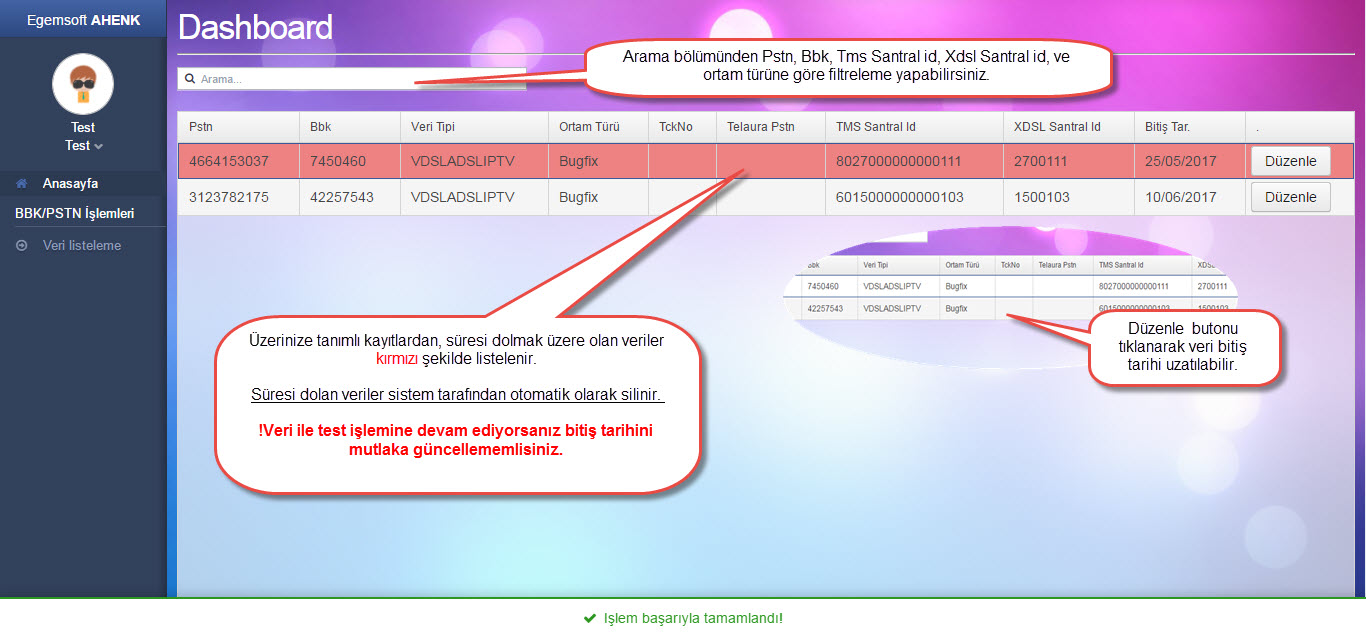 Egemsoft AHENK
Test
Test
Anasayfa
BBK/PSTN İşlemleri
Veri listeleme
Dashboard
Arama...
Arama bölümünden Pstn, Bbk, Tms Santral id, Xdsl Santral id, ve
ortam türüne göre filtreleme yapabilirsiniz.
Pstn Bbk Veri Tipi Ortam Türü TckNo Telaura Pstn TMS Santral Id XDSL Santral Id Bitiş Tar. .
4664153037 7450460 VDSLADSLIPTV Bugfix 8027000000000111 2700111 25/05/2017 Düzenle
3123782175 42257543 VDSLADSLIPTV Bugfix 6015000000000103 1500103 10/06/2017 Düzenle
Bbk Veri Tipi Ortam Türü TckNo Telaura Pstn TMS Santral Id XDS
7450460 VDSLADSLIPTV Bugfix 8027000000000111 2700111
42257543 VDSLADSLIPTV Bugfix 6015000000000103 1500103
Düzenle butonu
tıklanarak veri bitiş
tarihi uzatılabilir.
Üzerinize tanımlı kayıtlardan, süresi dolmak üzere olan veriler
kırmızı şekilde listelenir.
Süresi dolan veriler sistem tarafından otomatik olarak silinir.
!Veri ile test işlemine devam ediyorsanız bitiş tarihini
mutlaka güncellememlisiniz.
İşlem başarıyla tamamlandı!